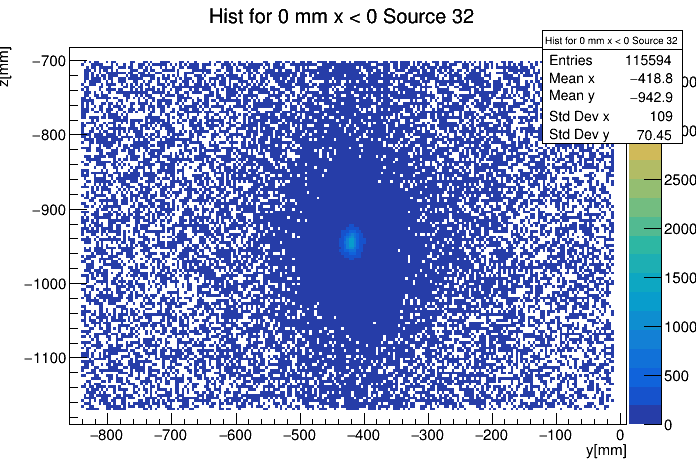 Hist for 0 mm x < 0 Source 32
Hist for 0 mm x < 0 Source 32
Entries 115594
Mean x −418.8
Mean y −942.9
Std Dev x 109
Std Dev y 70.45
z[mm]
−700
−800
−900
−1000
−1100
2500
2000
1500
1000
500
0
−800 −700 −600 −500 −400 −300 −200 −100 0
y[mm]